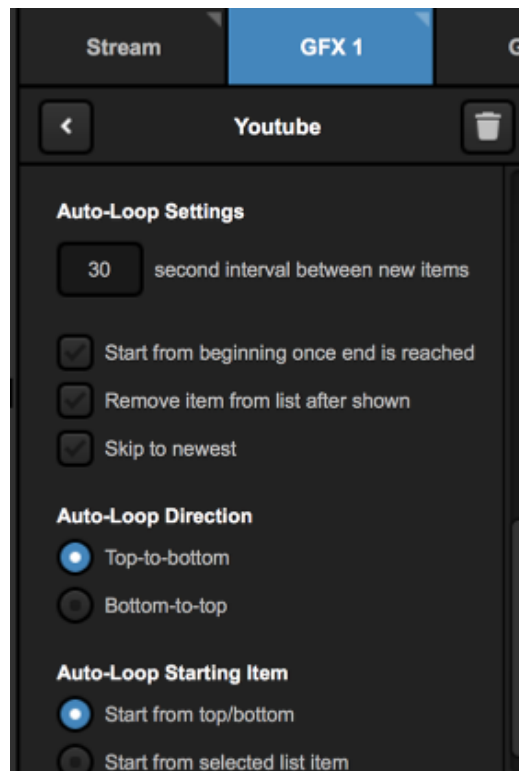 Stream
GFX 1
G
Youtube
Auto-Loop Settings
30 second interval between new items
Start from beginning once end is reached
Remove item from list after shown
Skip to newest
Auto-Loop Direction
Top-to-bottom
Bottom-to-top
Auto-Loop Starting Item
Start from top/bottom
Start from selected list item